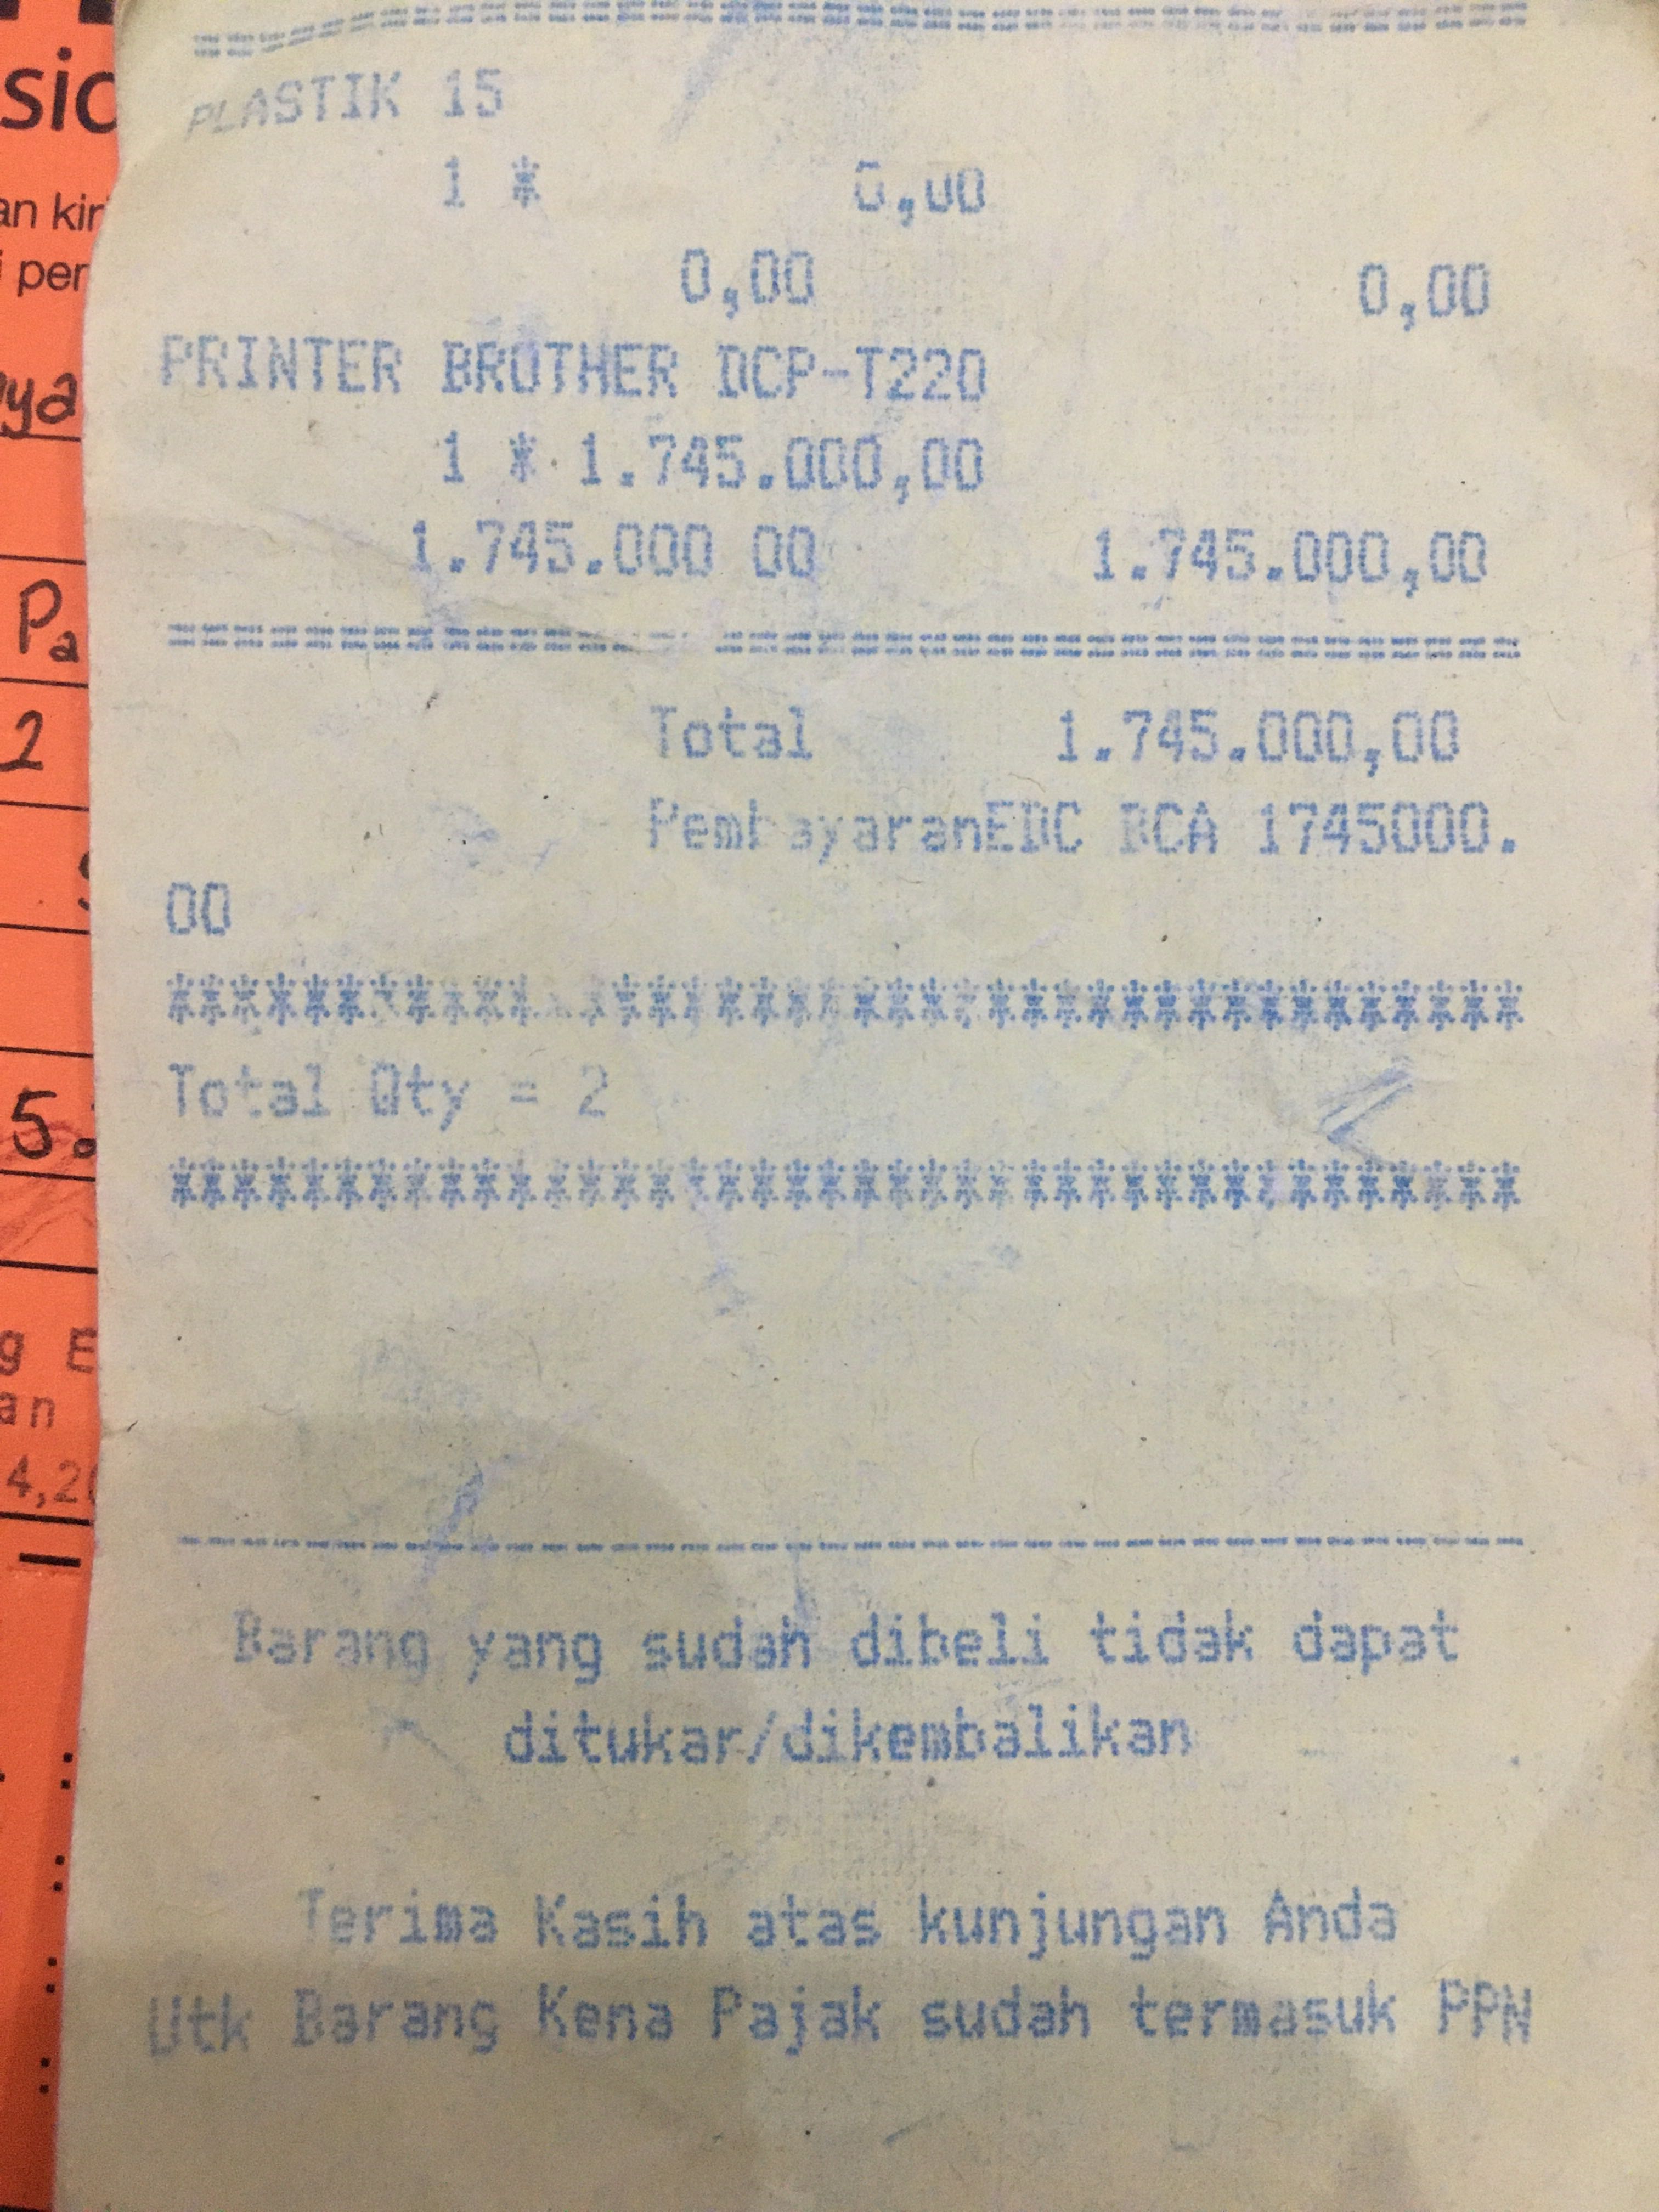 PLASTIK 15
1 * 0,00
0,00 0,00
PRINTER BROTHER DCP-T220
1 * 1.745.000,00
1.745.000 00 1.745.000,00
Total 1.745.000,00
PembayaranEDC BCA 1745000.
00
***************************************
Total Qty = 2
***************************************
Barang yang sudah dibeli tidak dapat
ditukar/dikembalikan
Terima Kasih atas kunjungan Anda
Utk Barang Kena Pajak sudah termasuk PPN